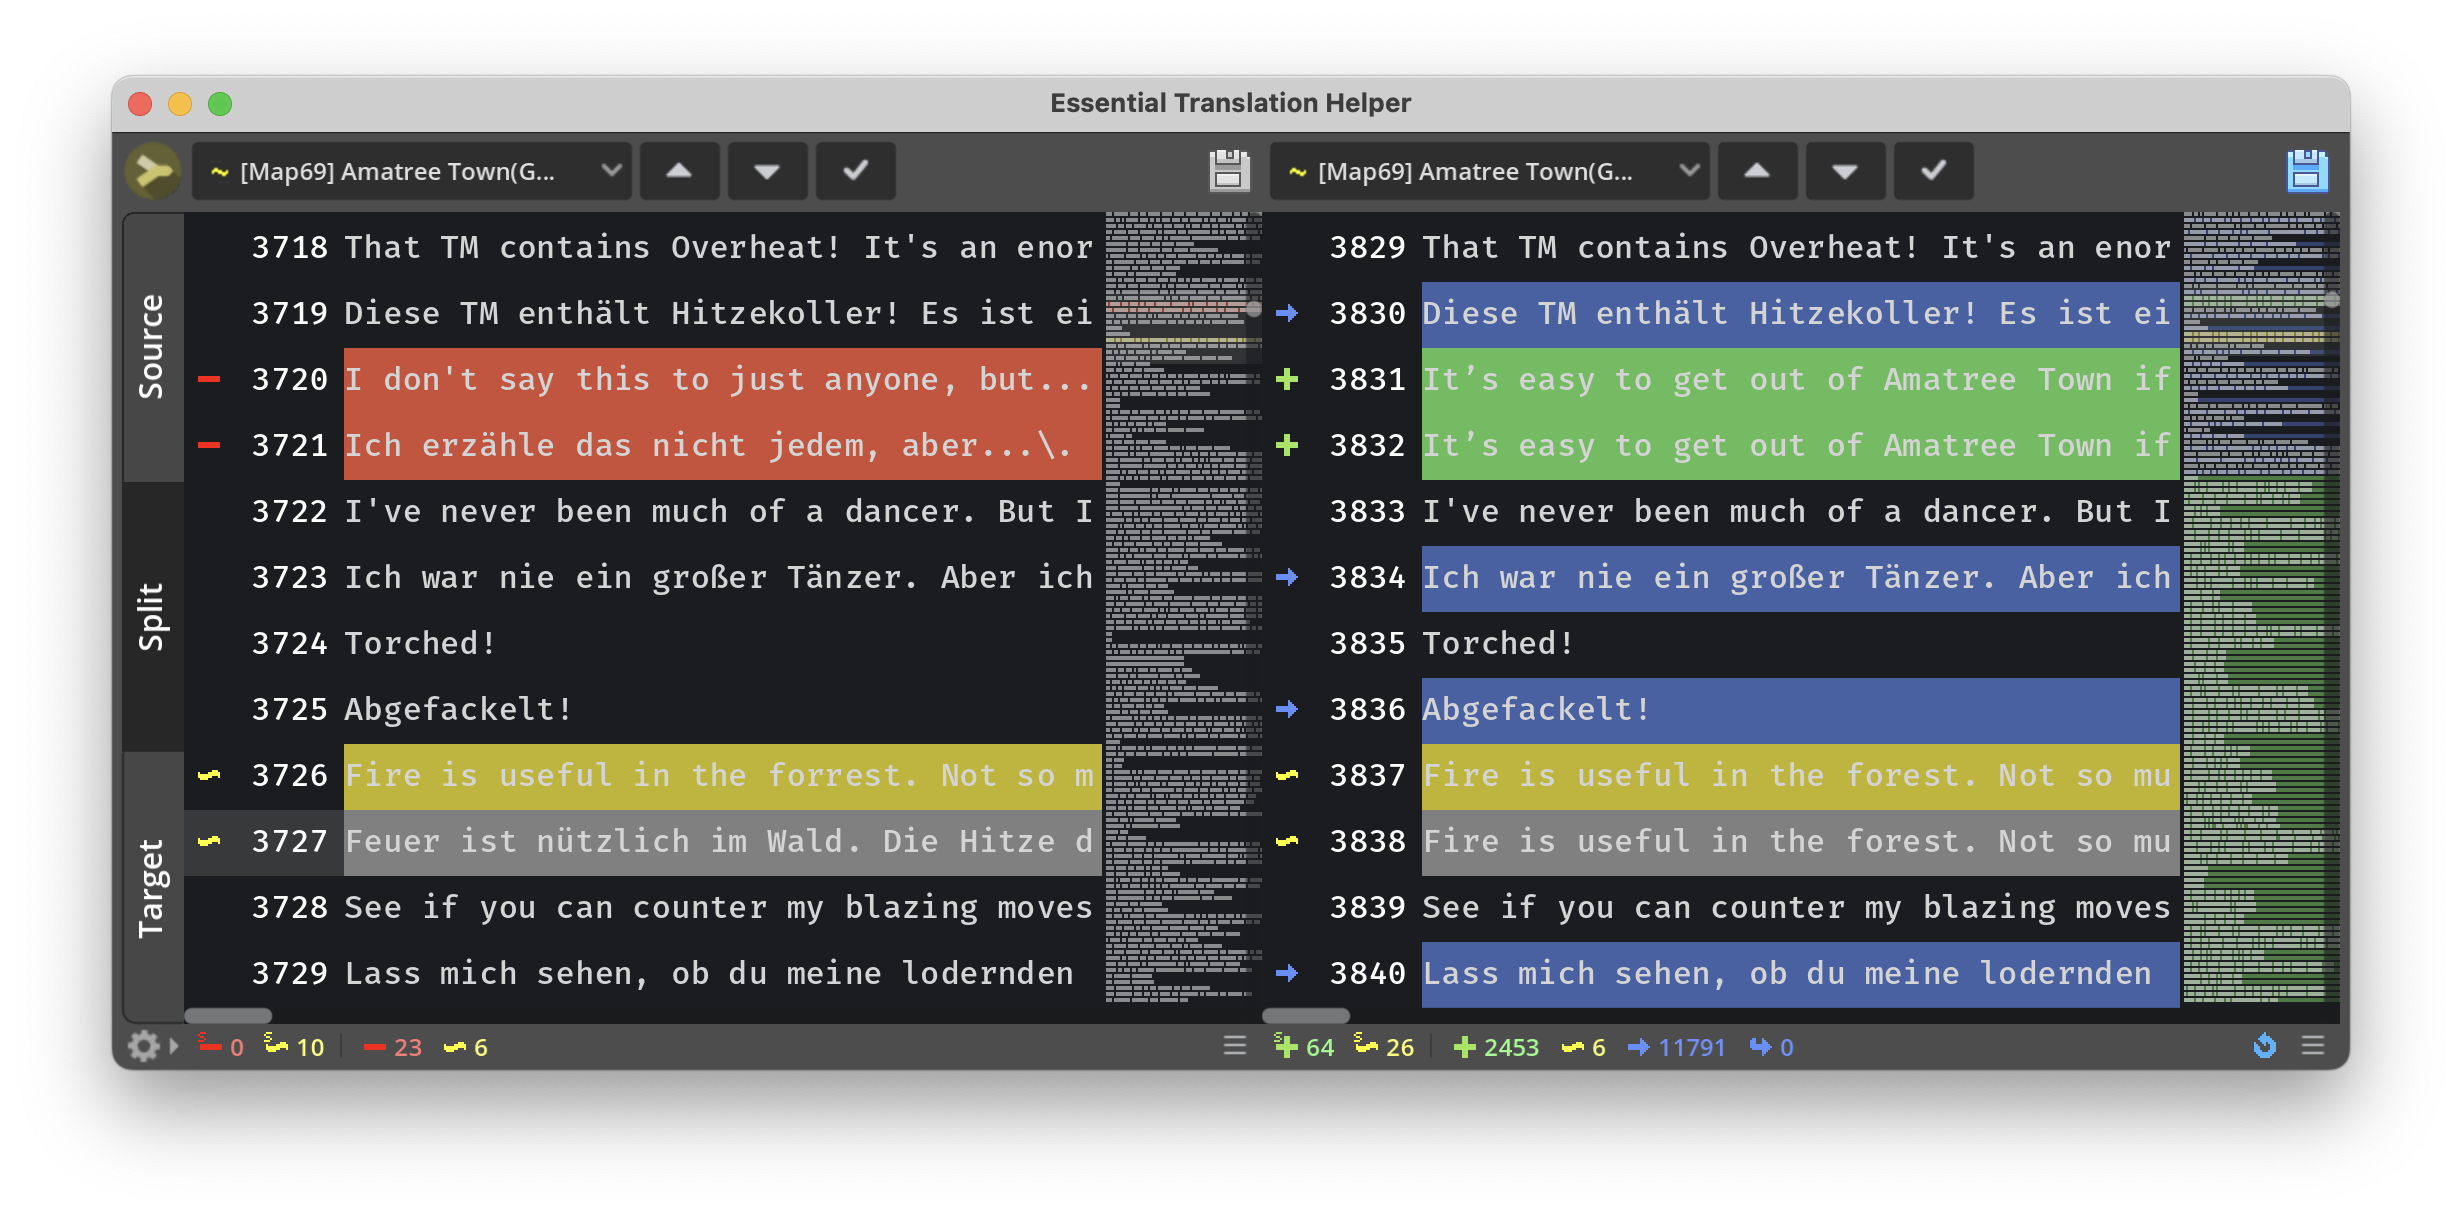 Essential Translation Helper
~ [Map69] Amatree Town(G...
~ [Map69] Amatree Town(G...
Source
Split
Target
3718 That TM contains Overheat! It's an enor
3719 Diese TM enthält Hitzekoller! Es ist ei
3720 I don't say this to just anyone, but...
3721 Ich erzähle das nicht jedem, aber...\.
3722 I've never been much of a dancer. But I
3723 Ich war nie ein großer Tänzer. Aber ich
3724 Torched!
3725 Abgefackelt!
3726 Fire is useful in the forrest. Not so m
3727 Feuer ist nützlich im Wald. Die Hitze d
3728 See if you can counter my blazing moves
3729 Lass mich sehen, ob du meine lodernden
3829 That TM contains Overheat! It's an enor
3830 Diese TM enthält Hitzekoller! Es ist ei
3831 It’s easy to get out of Amatree Town if
3832 It’s easy to get out of Amatree Town if
3833 I've never been much of a dancer. But I
3834 Ich war nie ein großer Tänzer. Aber ich
3835 Torched!
3836 Abgefackelt!
3837 Fire is useful in the forest. Not so mu
3838 Fire is useful in the forest. Not so mu
3839 See if you can counter my blazing moves
3840 Lass mich sehen, ob du meine lodernden
0 10 23 6
64 26 2453 6 11791 0